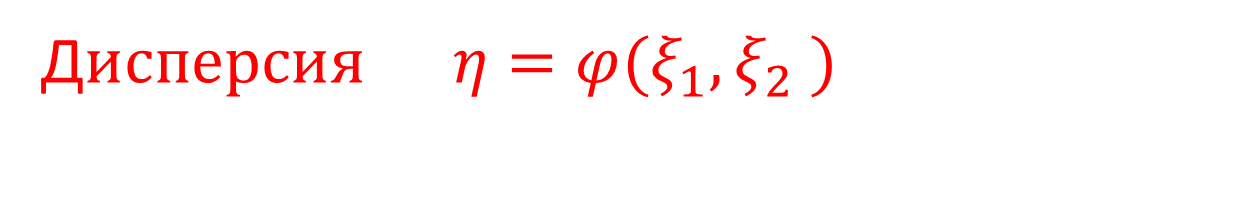 Дисперсия η = φ(ξ₁, ξ₂ )